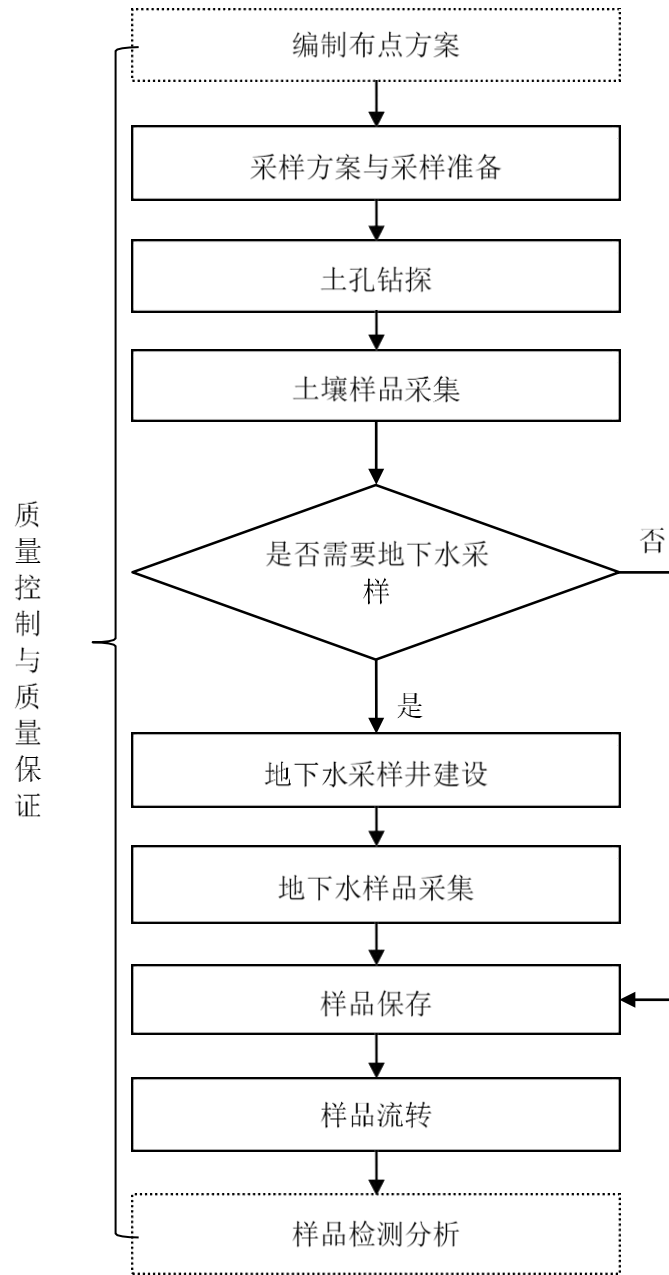 编制布点方案
采样方案与采样准备
土孔钻探
土壤样品采集
是否需要地下水采
样
否
是
地下水采样井建设
地下水样品采集
样品保存
样品流转
样品检测分析
质量控制与质量保证